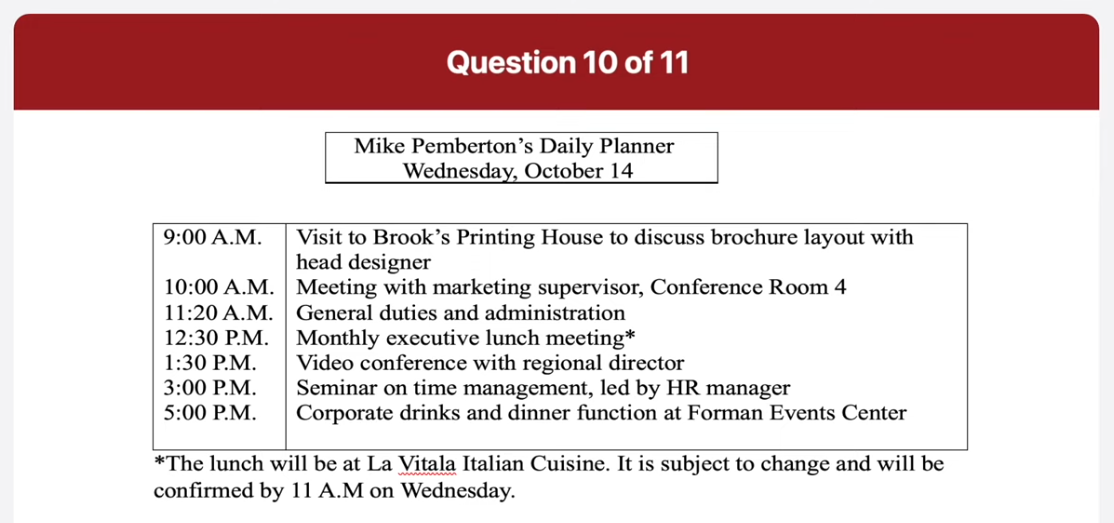 Question 10 of 11
Mike Pemberton's Daily Planner
Wednesday, October 14
9:00 A.M. Visit to Brook's Printing House to discuss brochure layout with
head designer
10:00 A.M. Meeting with marketing supervisor, Conference Room 4
11:20 A.M. General duties and administration
12:30 P.M. Monthly executive lunch meeting*
1:30 P.M. Video conference with regional director
3:00 P.M. Seminar on time management, led by HR manager
5:00 P.M. Corporate drinks and dinner function at Forman Events Center
*The lunch will be at La Vitala Italian Cuisine. It is subject to change and will be
confirmed by 11 A.M on Wednesday.